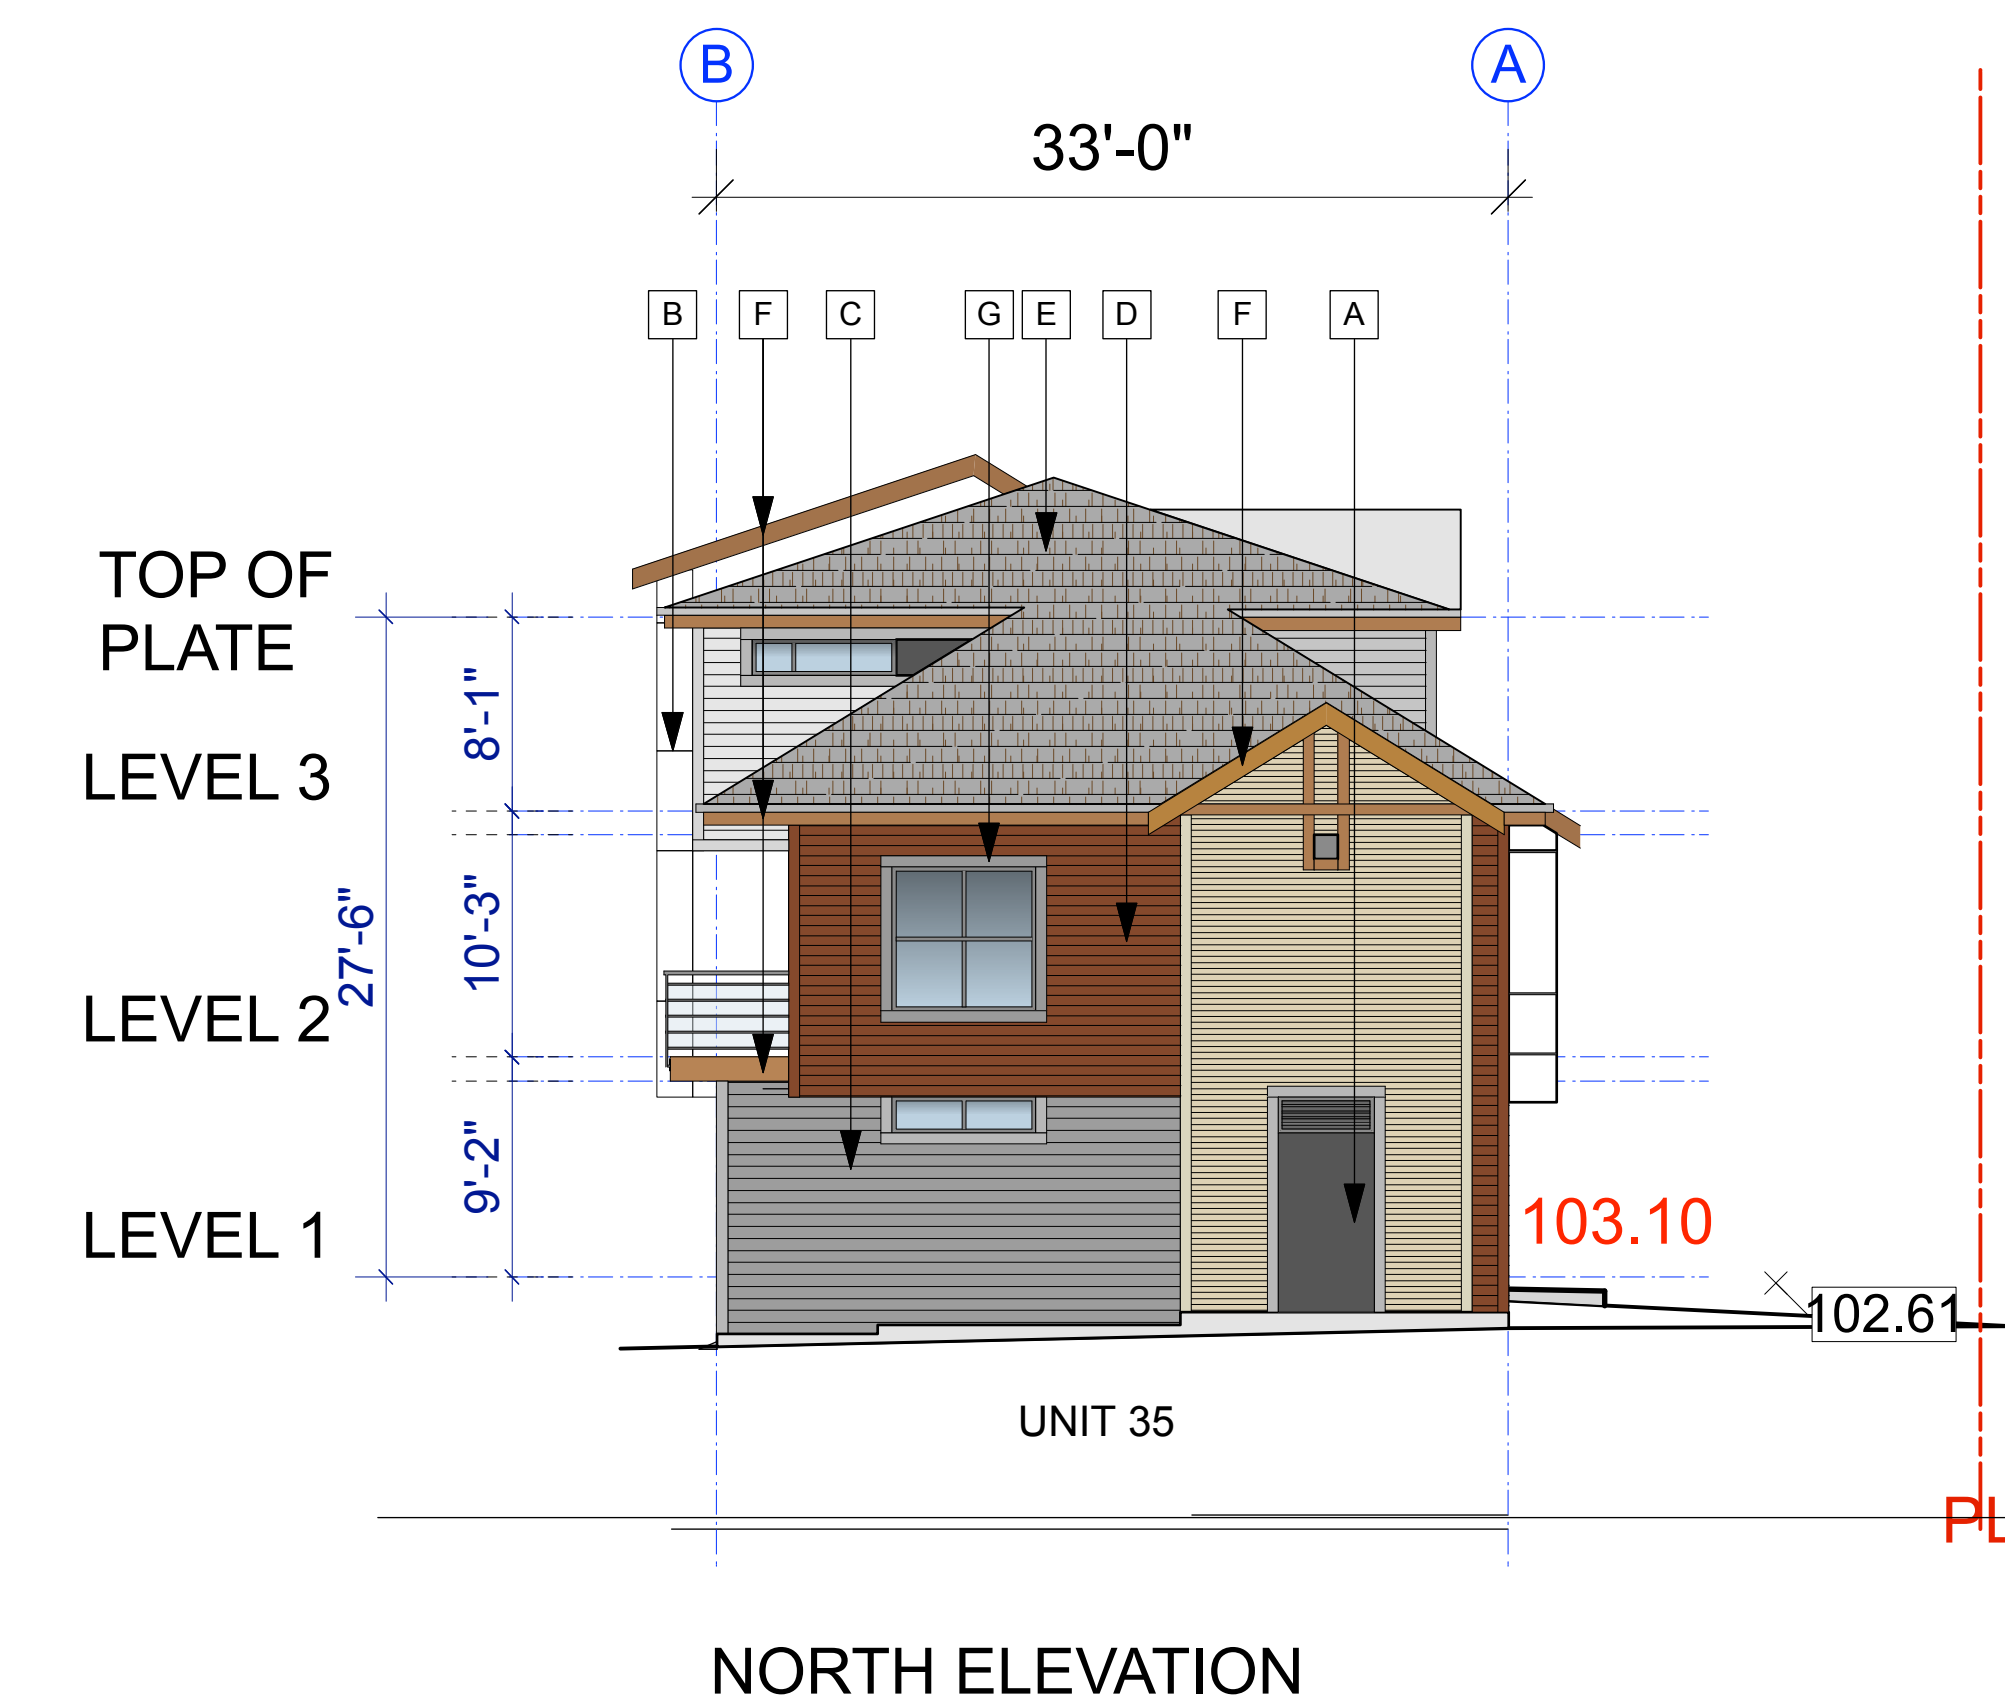 B A
33'-0"
B F C G E D F A
TOP OF
PLATE
8'-1"
LEVEL 3
10'-3"
27'-6"
LEVEL 2
9'-2"
LEVEL 1
103.10
102.61
UNIT 35
PL
NORTH ELEVATION